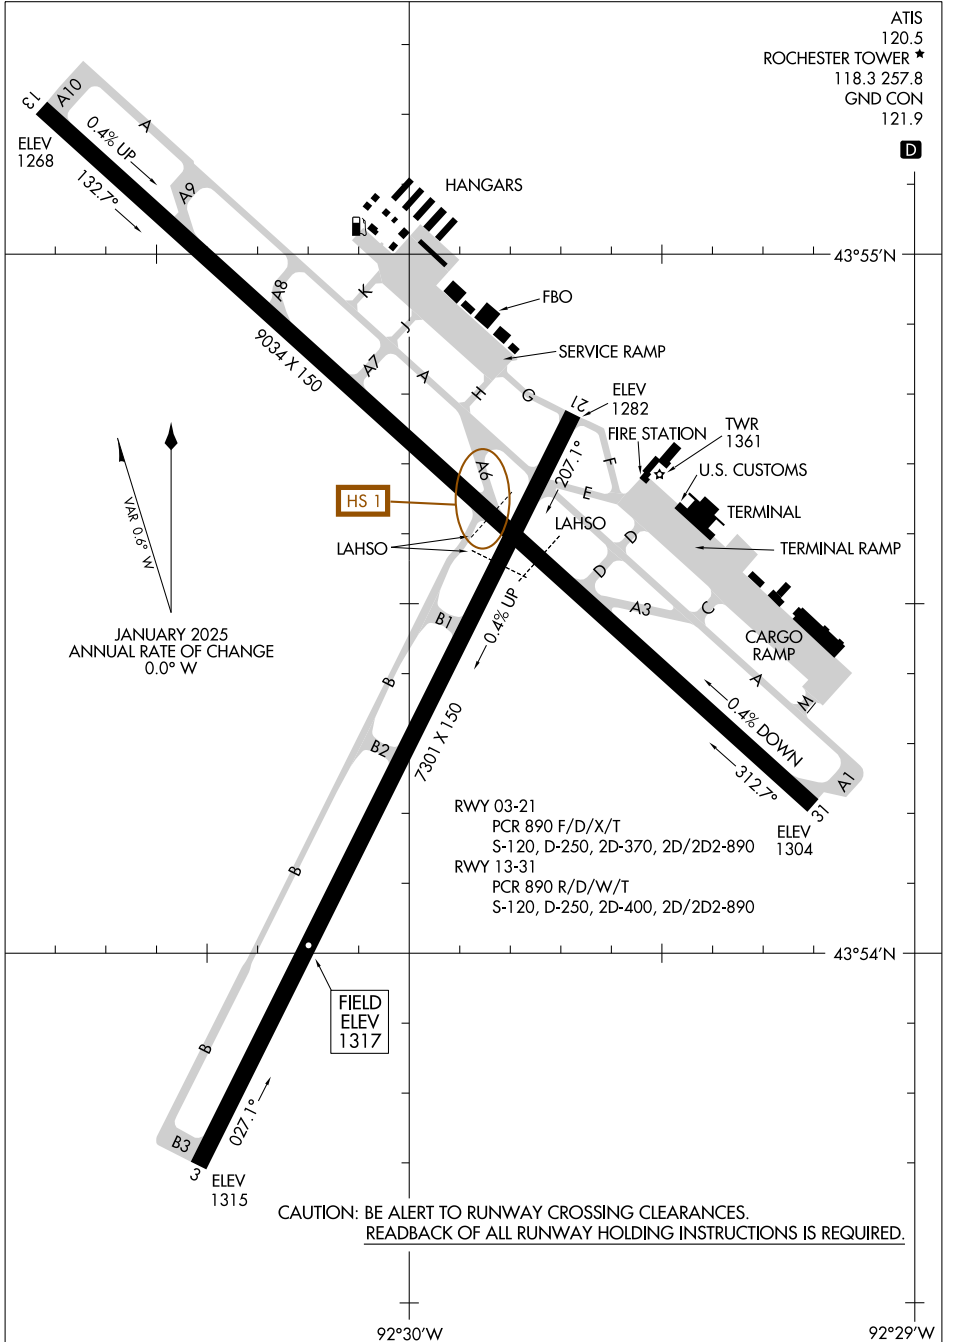 ATIS
120.5
ROCHESTER TOWER ★
118.3 257.8
GND CON
121.9
D
13
A10
A
ELEV
1268
0.4% UP
132.7°
A9
HANGARS
43°55'N
A8
K
FBO
J
SERVICE RAMP
9034 X 150
A7
A
H
G
21
ELEV
1282
FIRE STATION
TWR
1361
U.S. CUSTOMS
F
207.1°
A6
HS 1
E
TERMINAL
LAHSO
D
LAHSO
TERMINAL RAMP
VAR 0.6° W
D
A3
C
0.4% UP
B1
CARGO
RAMP
JANUARY 2025
ANNUAL RATE OF CHANGE
0.0° W
B
A
M
0.4% DOWN
B2
7301 X 150
312.7°
A1
31
ELEV
1304
RWY 03-21
PCR 890 F/D/X/T
S-120, D-250, 2D-370, 2D/2D2-890
RWY 13-31
PCR 890 R/D/W/T
S-120, D-250, 2D-400, 2D/2D2-890
B
43°54'N
FIELD
ELEV
1317
B
027.1°
B3
3
ELEV
1315
CAUTION: BE ALERT TO RUNWAY CROSSING CLEARANCES.
READBACK OF ALL RUNWAY HOLDING INSTRUCTIONS IS REQUIRED.
92°30'W
92°29'W